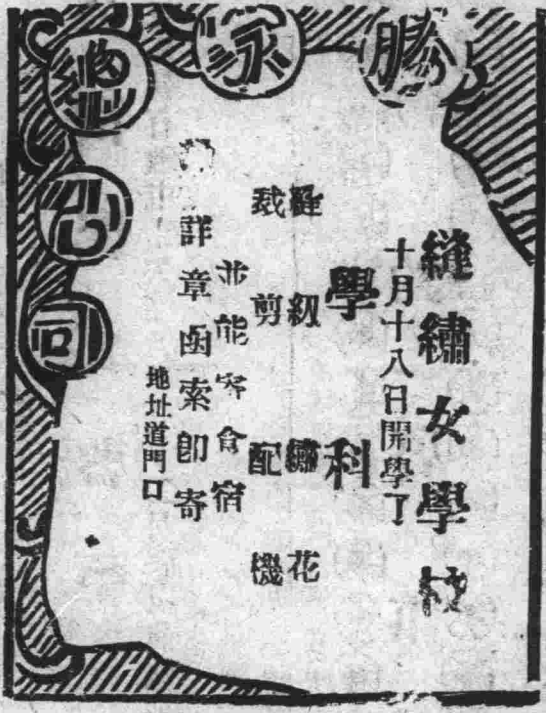 勝家總公司
縫繡女學校
十月十八日開學了
學科
縫紉繡花
裁剪配機
並能寄食宿
詳章函索卽寄
地址道門口